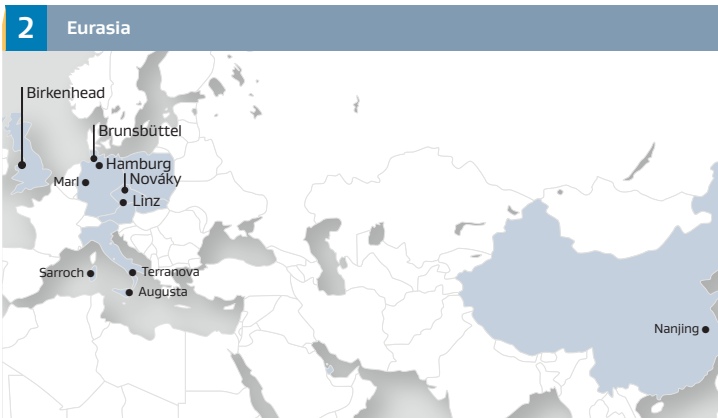 2 Eurasia
Birkenhead
Brunsbüttel
Hamburg
Marl
Nováky
Linz
Sarroch
Terranova
Augusta
Nanjing